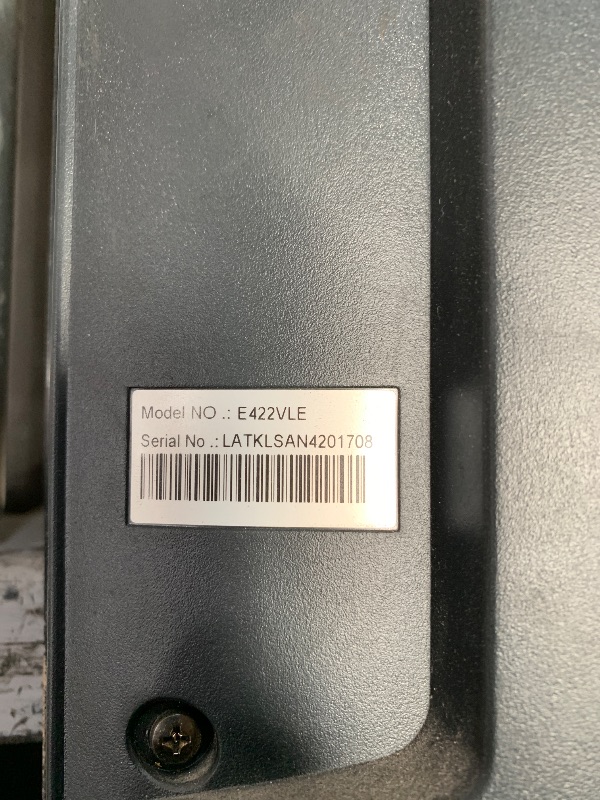 Model NO .: E422VLE
Serial No .: LATKLSAN4201708